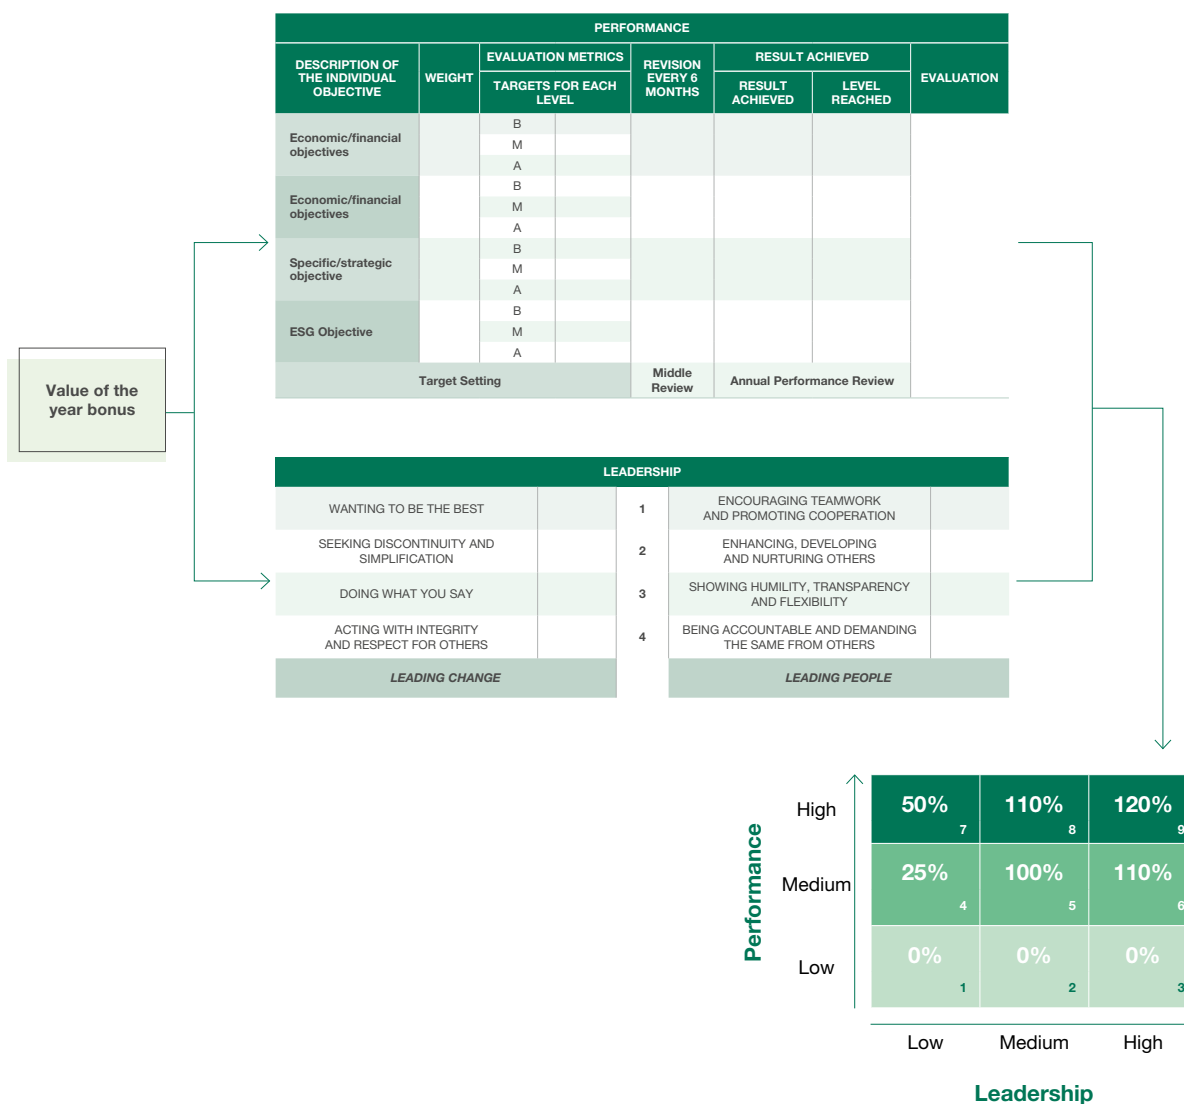 PERFORMANCE
DESCRIPTION OF
THE INDIVIDUAL
OBJECTIVE
WEIGHT
EVALUATION METRICS
TARGETS FOR EACH
LEVEL
REVISION
EVERY 6
MONTHS
RESULT ACHIEVED
RESULT
ACHIEVED
LEVEL
REACHED
EVALUATION
Economic/financial
objectives
B
M
A
Economic/financial
objectives
B
M
A
Specific/strategic
objective
B
M
A
ESG Objective
B
M
A
Target Setting
Middle
Review
Annual Performance Review
Value of the
year bonus
LEADERSHIP
WANTING TO BE THE BEST
1
ENCOURAGING TEAMWORK
AND PROMOTING COOPERATION
SEEKING DISCONTINUITY AND
SIMPLIFICATION
2
ENHANCING, DEVELOPING
AND NURTURING OTHERS
DOING WHAT YOU SAY
3
SHOWING HUMILITY, TRANSPARENCY
AND FLEXIBILITY
ACTING WITH INTEGRITY
AND RESPECT FOR OTHERS
4
BEING ACCOUNTABLE AND DEMANDING
THE SAME FROM OTHERS
LEADING CHANGE
LEADING PEOPLE
Performance
High
50%
7
110%
8
120%
9
Medium
25%
4
100%
5
110%
6
Low
0%
1
0%
2
0%
3
Low
Medium
High
Leadership